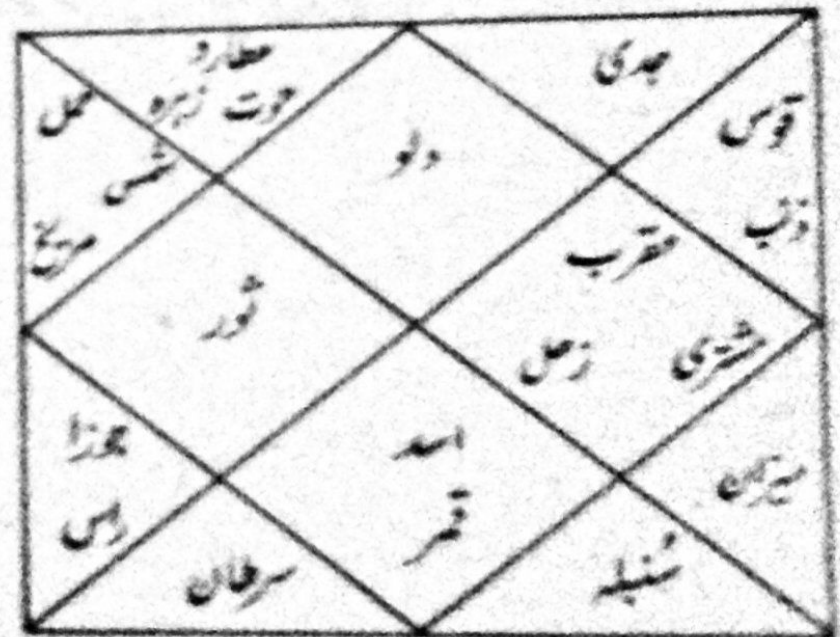 جدی
قوس
ذنب
عطارد
حوت زہرہ
حمل
شمس
مریخ
دلو
عقرب
مشتری زحل
ثور
جوزا
راس
اسد
قمر
میزان
سرطان
سُنبلہ